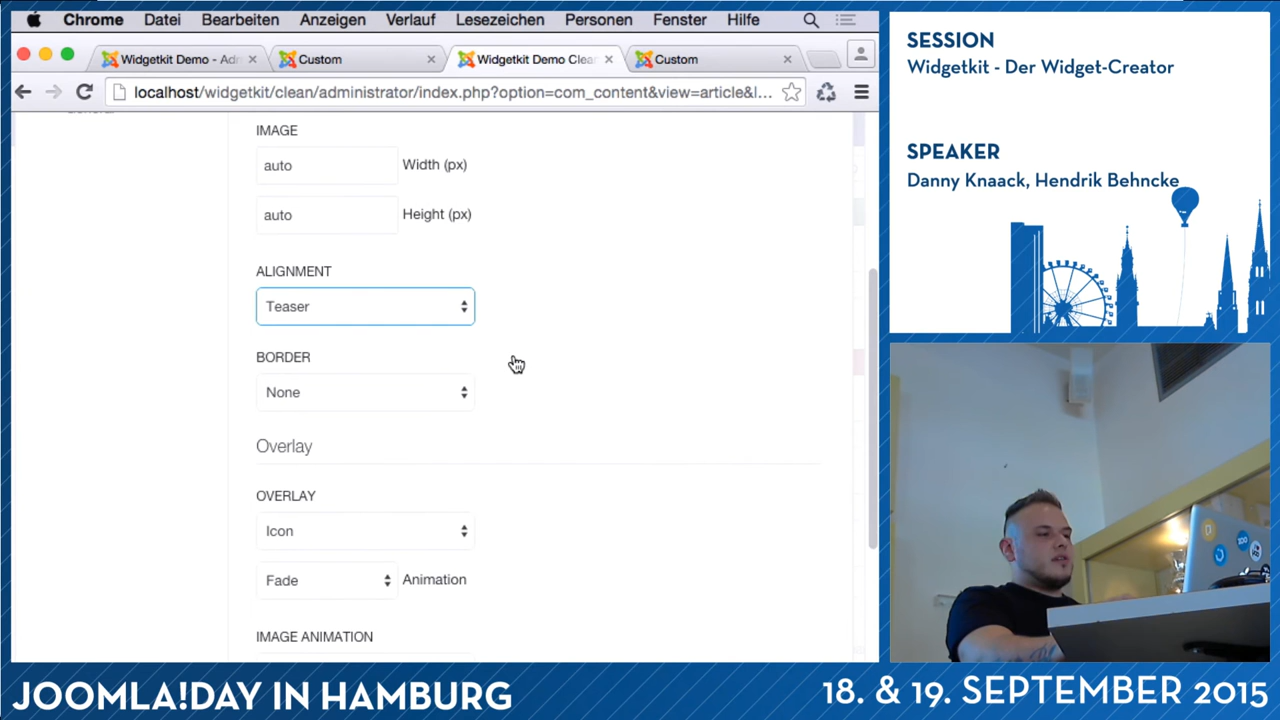 Chrome Datei Bearbeiten Anzeigen Verlauf Lesezeichen Personen Fenster Hilfe
Widgetkit Demo - Adm
Custom
Widgetkit Demo Clean
Custom
localhost/widgetkit/clean/administrator/index.php?option=com_content&view=article&l...
IMAGE
auto Width (px)
auto Height (px)
ALIGNMENT
Teaser
BORDER
None
Overlay
OVERLAY
Icon
Fade Animation
IMAGE ANIMATION
SESSION
Widgetkit - Der Widget-Creator
SPEAKER
Danny Knaack, Hendrik Behncke
ZOO
JOOMLA!DAY IN HAMBURG
18. & 19. SEPTEMBER 2015